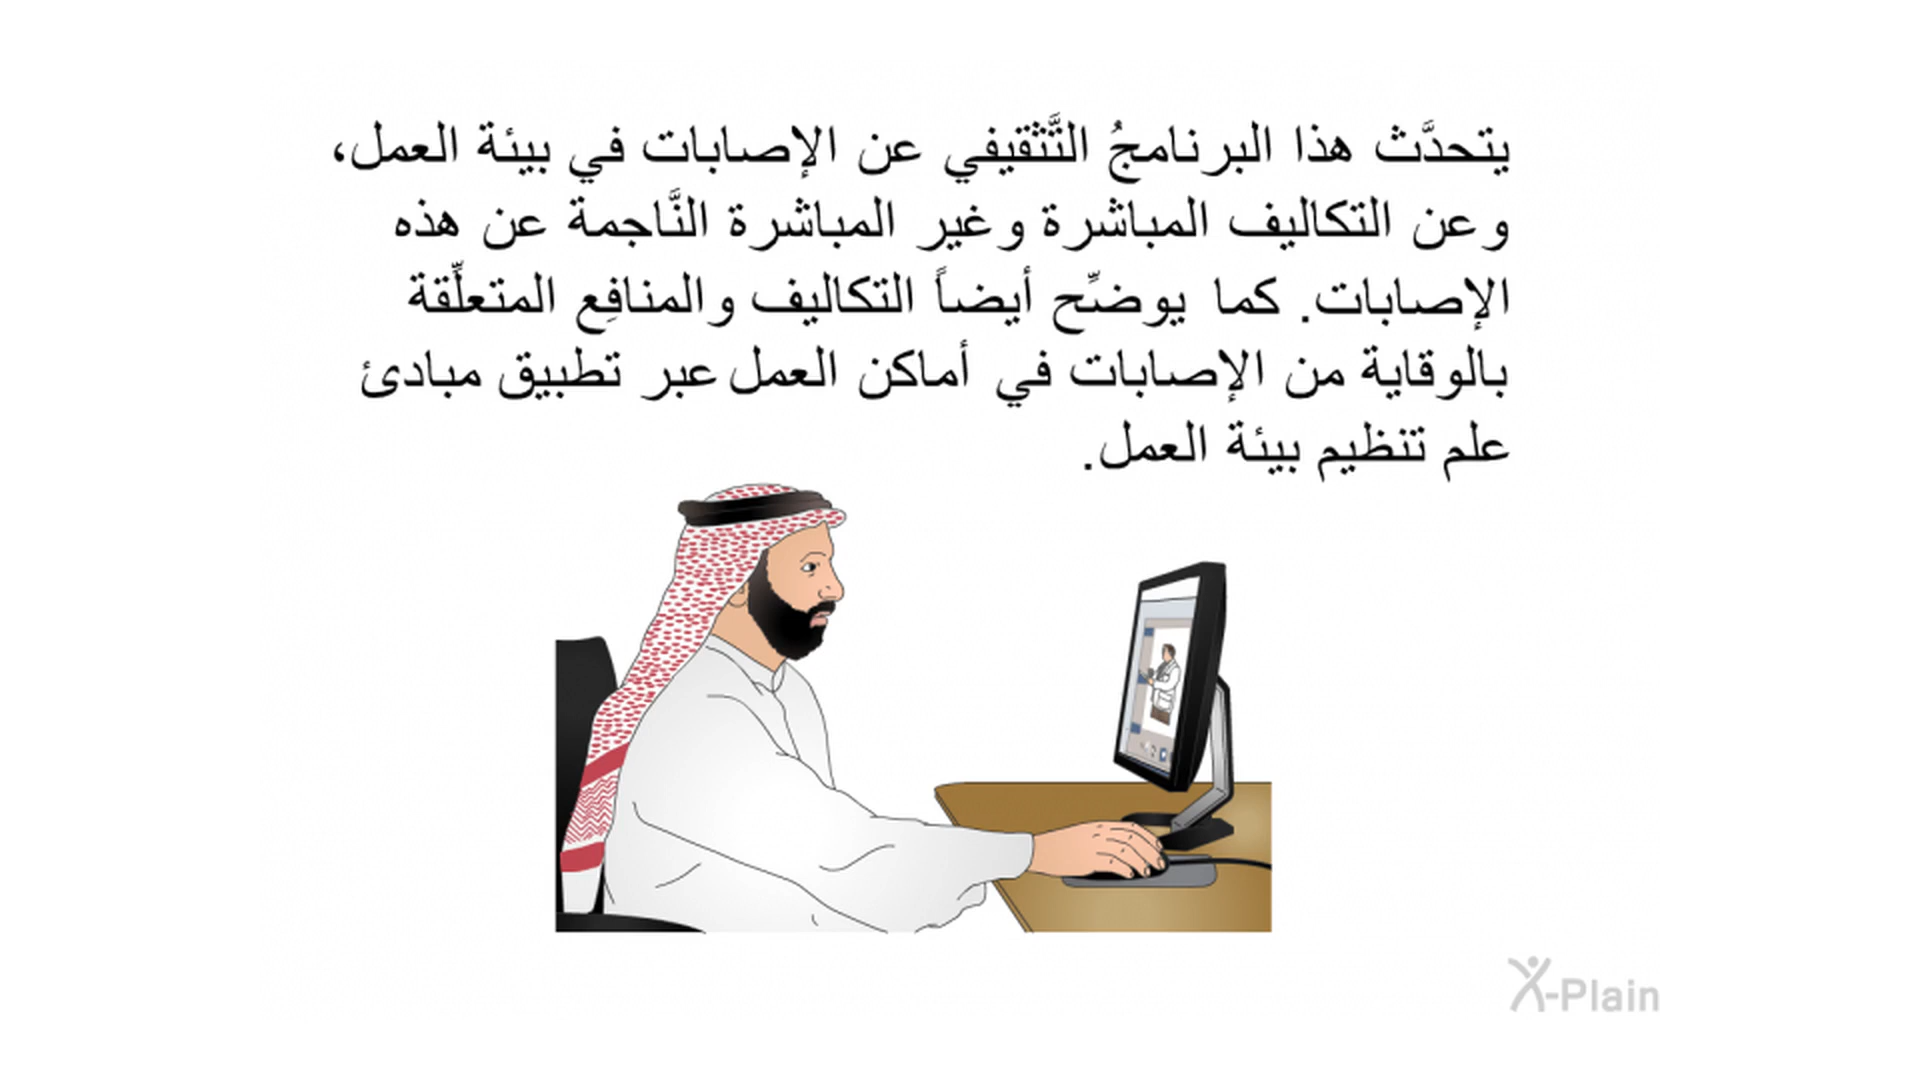 يتحدَّث هذا البرنامجُ التَّثقيفي عن الإصابات في بيئة العمل،
وعن التكاليف المباشرة وغير المباشرة النَّاجمة عن هذه
الإصابات. كما يوضِّح أيضاً التكاليف والمنافِع المتعلِّقة
بالوقاية من الإصابات في أماكن العمل عبر تطبيق مبادئ
علم تنظيم بيئة العمل.
X-Plain